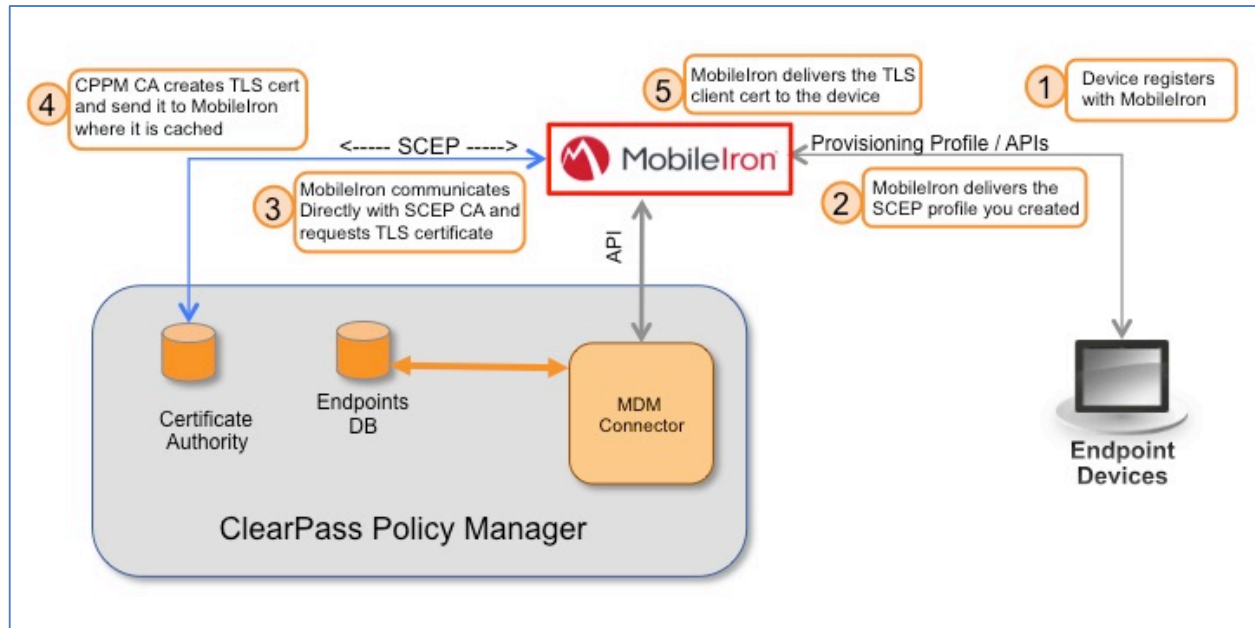 4
CPPM CA creates TLS cert
and send it to MobileIron
where it is cached
5
MobileIron delivers the TLS
client cert to the device
1
Device registers
with MobileIron
<----- SCEP ----->
MobileIron
Provisioning Profile / APIs
3
MobileIron communicates
Directly with SCEP CA and
requests TLS certificate
2
MobileIron delivers the
SCEP profile you created
API
Certificate
Authority
Endpoints
DB
MDM
Connector
Endpoint
Devices
ClearPass Policy Manager